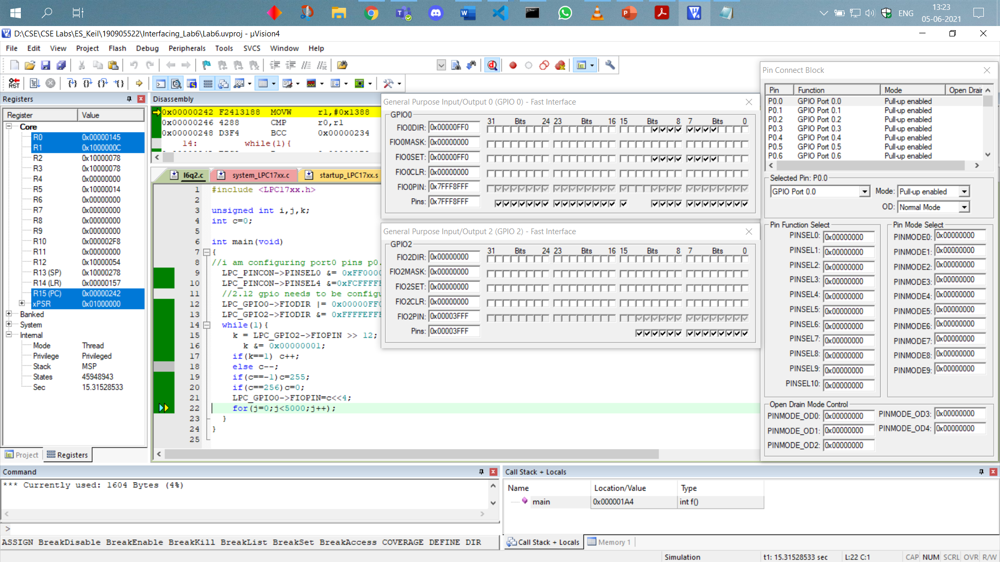 13:23
ENG
05-06-2021
D:\CSE\CSE Labs\ES_Keil\190905522\Interfacing_Lab6\Lab6.uvproj - µVision4
File Edit View Project Flash Debug Peripherals Tools SVCS Window Help
RST
Registers
Register Value
Core
R0 0x00000145
R1 0x1000000C
R2 0x10000078
R3 0x10000078
R4 0x00000000
R5 0x10000014
R6 0x00000000
R7 0x00000000
R8 0x00000000
R9 0x00000000
R10 0x000002F8
R11 0x00000000
R12 0x10000054
R13 (SP) 0x10000278
R14 (LR) 0x00000157
R15 (PC) 0x00000242
xPSR 0x01000000
Banked
System
Internal
Mode Thread
Privilege Privileged
Stack MSP
States 45948943
Sec 15.31528533
Project Registers
Disassembly
0x00000242 F2413188 MOVW r1,#0x1388
0x00000246 4288 CMP r0,r1
0x00000248 D3F4 BCC 0x00000234
14: while(1){
l6q2.c system_LPC17xx.c startup_LPC17xx.s
1 #include <LPC17xx.h>
2
3 unsigned int i,j,k;
4 int c=0;
5
6 int main(void)
7 {
8 //i am configuring port0 pins p0.
9 LPC_PINCON->PINSEL0 &= 0xFF0000
10 LPC_PINCON->PINSEL4 &=0xFCFFFFF
11 //2.12 gpio needs to be configu
12 LPC_GPIO0->FIODIR |= 0x00000FF0
13 LPC_GPIO2->FIODIR &= 0xFFFFEFFF
14 while(1){
15 k = LPC_GPIO2->FIOPIN >> 12;
16 k &= 0x00000001;
17 if(k==1) c++;
18 else c--;
19 if(c==-1)c=255;
20 if(c==256)c=0;
21 LPC_GPIO0->FIOPIN=c<<4;
22 for(j=0;j<5000;j++);
23 }
24 }
25
General Purpose Input/Output 0 (GPIO 0) - Fast Interface
GPIO0
31 Bits 24 23 Bits 16 15 Bits 8 7 Bits 0
FIO0DIR: 0x00000FF0
FIO0MASK: 0x00000000
FIO0SET: 0x00000FF0
FIO0CLR: 0x00000000
FIO0PIN: 0x7FFF8FFF
Pins: 0x7FFF8FFF
General Purpose Input/Output 2 (GPIO 2) - Fast Interface
GPIO2
31 Bits 24 23 Bits 16 15 Bits 8 7 Bits 0
FIO2DIR: 0x00000000
FIO2MASK: 0x00000000
FIO2SET: 0x00000000
FIO2CLR: 0x00000000
FIO2PIN: 0x00003FFF
Pins: 0x00003FFF
Pin Connect Block
Pin Function Mode Open Drain
P0.0 GPIO Port 0.0 Pull-up enabled
P0.1 GPIO Port 0.1 Pull-up enabled
P0.2 GPIO Port 0.2 Pull-up enabled
P0.3 GPIO Port 0.3 Pull-up enabled
P0.4 GPIO Port 0.4 Pull-up enabled
P0.5 GPIO Port 0.5 Pull-up enabled
P0.6 GPIO Port 0.6 Pull-up enabled
Selected Pin: P0.0
GPIO Port 0.0 Mode: Pull-up enabled
OD: Normal Mode
Pin Function Select
PINSEL0: 0x00000000
PINSEL1: 0x00000000
PINSEL2: 0x00000000
PINSEL3: 0x00000000
PINSEL4: 0x00000000
PINSEL5: 0x00000000
PINSEL6: 0x00000000
PINSEL7: 0x00000000
PINSEL8: 0x00000000
PINSEL9: 0x00000000
PINSEL10: 0x00000000
Pin Mode Select
PINMODE0: 0x00000000
PINMODE1: 0x00000000
PINMODE2: 0x00000000
PINMODE3: 0x00000000
PINMODE4: 0x00000000
PINMODE5: 0x00000000
PINMODE6: 0x00000000
PINMODE7: 0x00000000
PINMODE8: 0x00000000
PINMODE9: 0x00000000
Open Drain Mode Control
PINMODE_OD0: 0x00000000 PINMODE_OD3: 0x00000000
PINMODE_OD1: 0x00000000 PINMODE_OD4: 0x00000000
PINMODE_OD2: 0x00000000
Command
*** Currently used: 1604 Bytes (4%)
>
ASSIGN BreakDisable BreakEnable BreakKill BreakList BreakSet BreakAccess COVERAGE DEFINE DIR
Call Stack + Locals
Name Location/Value Type
main 0x000001A4 int f()
Call Stack + Locals Memory 1
Simulation t1: 15.31528533 sec L:22 C:1 CAP NUM SCRL OVR R/W